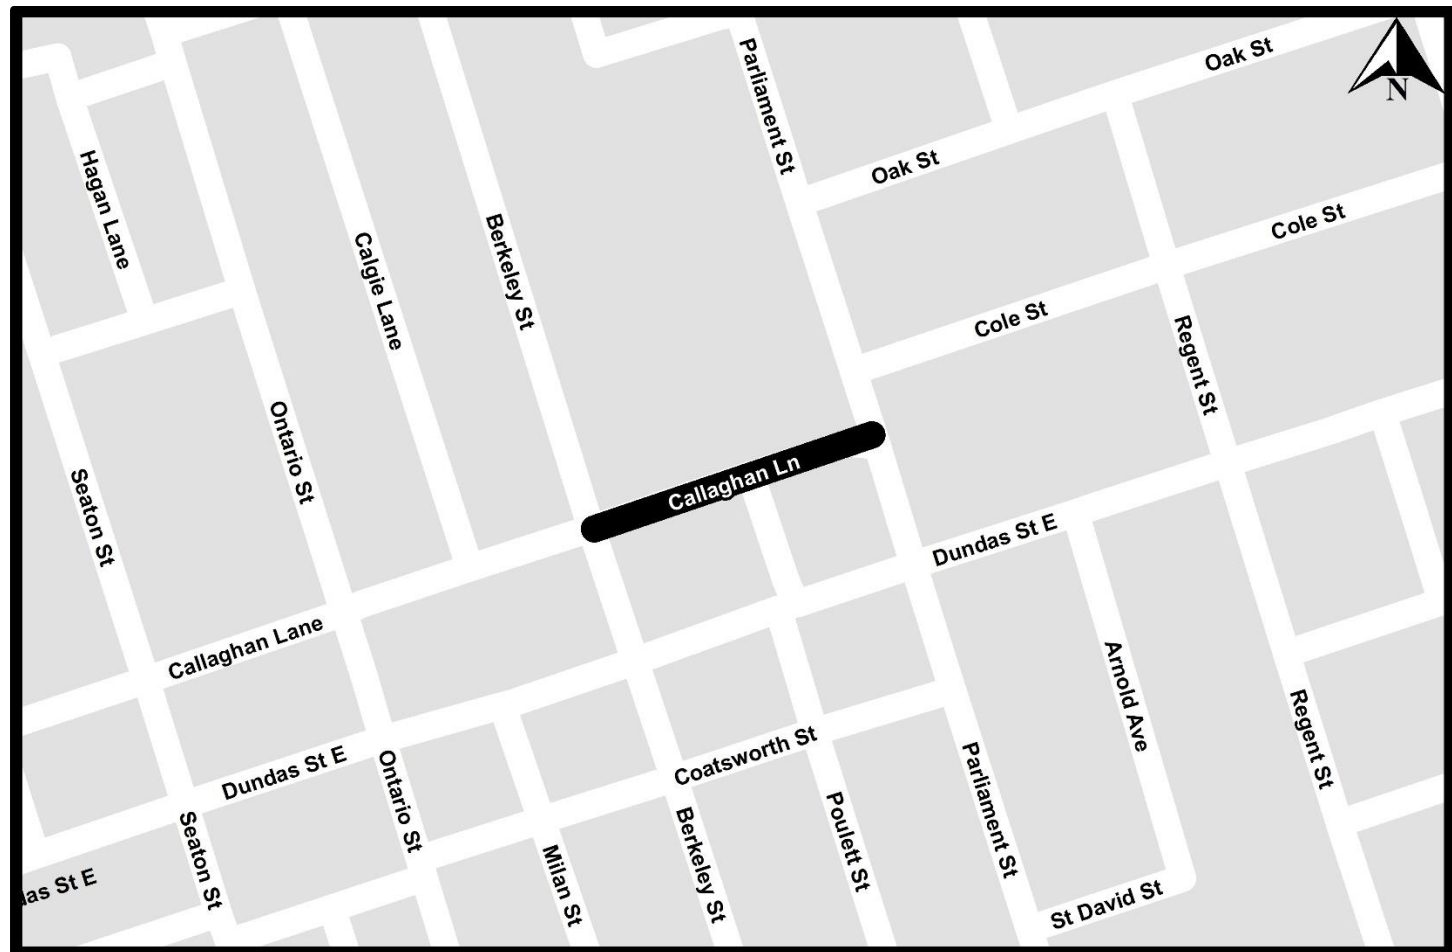 Oak St
Parliament St
N
Oak St
Hagan Lane
Cole St
Berkeley St
Calgie Lane
Cole St
Regent St
Ontario St
Callaghan Ln
Seaton St
Dundas St E
Callaghan Lane
Arnold Ave
Regent St
Coatsworth St
Dundas St E
Ontario St
Parliament St
Poulett St
Berkeley St
Seaton St
Milan St
das St E
St David St